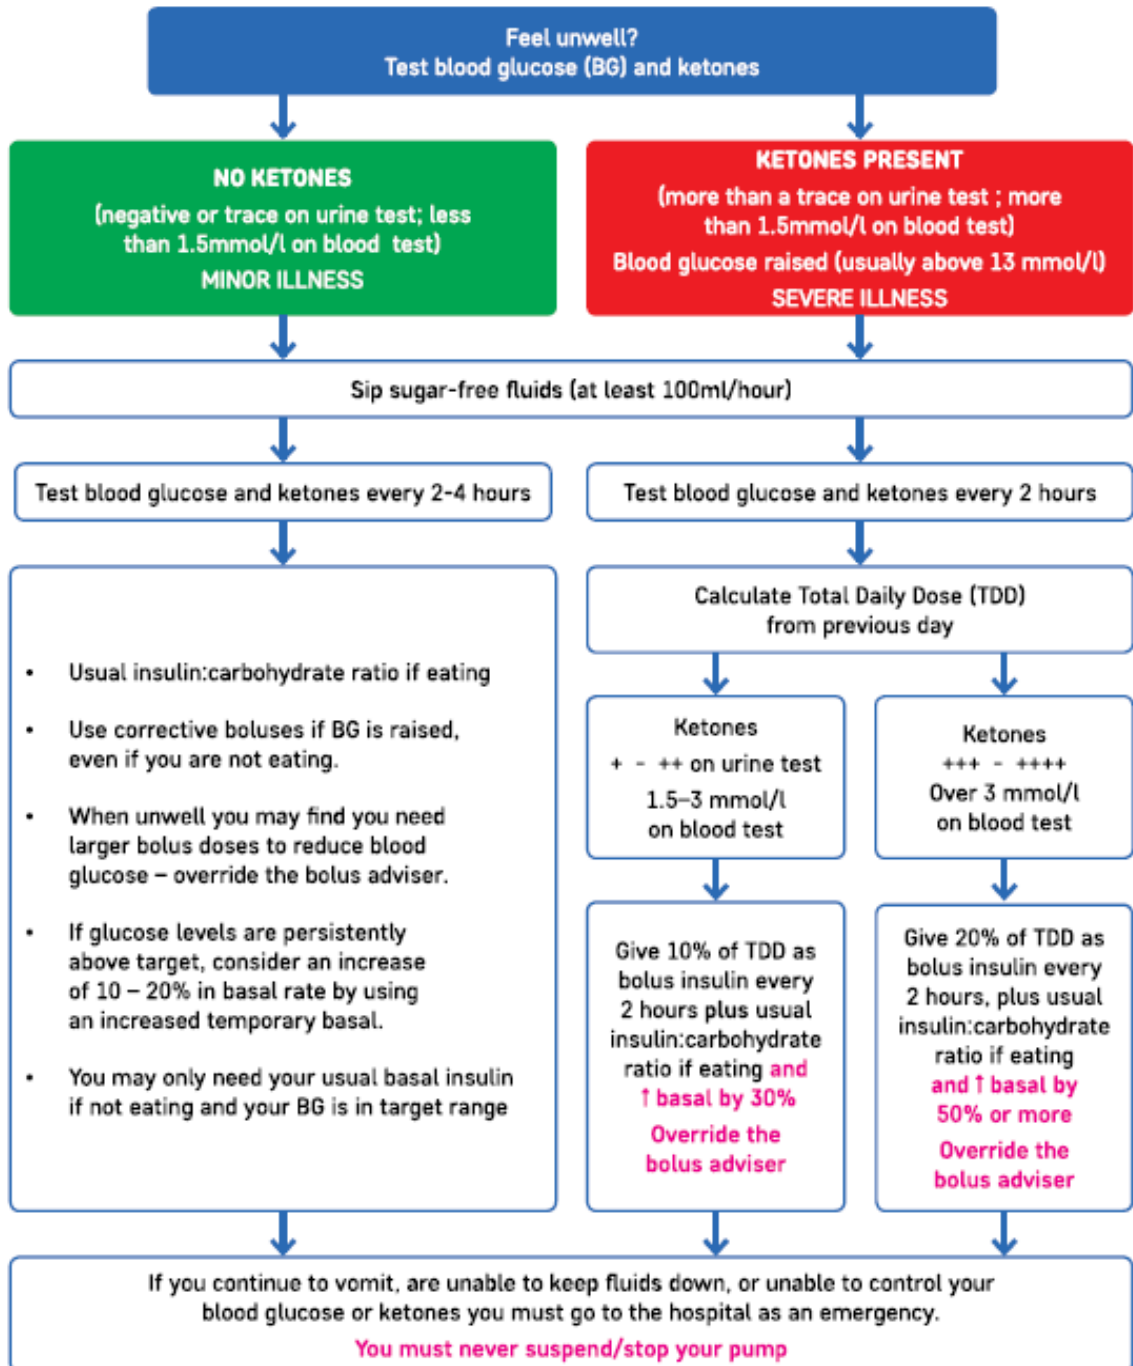 Feel unwell?
Test blood glucose (BG) and ketones
NO KETONES
(negative or trace on urine test; less
than 1.5mmol/l on blood test)
MINOR ILLNESS
KETONES PRESENT
(more than a trace on urine test ; more
than 1.5mmol/l on blood test)
Blood glucose raised (usually above 13 mmol/l)
SEVERE ILLNESS
Sip sugar-free fluids (at least 100ml/hour)
Test blood glucose and ketones every 2-4 hours
Test blood glucose and ketones every 2 hours
• Usual insulin:carbohydrate ratio if eating
• Use corrective boluses if BG is raised,
even if you are not eating.
• When unwell you may find you need
larger bolus doses to reduce blood
glucose – override the bolus adviser.
• If glucose levels are persistently
above target, consider an increase
of 10 – 20% in basal rate by using
an increased temporary basal.
• You may only need your usual basal insulin
if not eating and your BG is in target range
Calculate Total Daily Dose (TDD)
from previous day
Ketones
+ - ++ on urine test
1.5–3 mmol/l
on blood test
Ketones
+++ - ++++
Over 3 mmol/l
on blood test
Give 10% of TDD as
bolus insulin every
2 hours plus usual
insulin:carbohydrate
ratio if eating and
↑ basal by 30%
Override the
bolus adviser
Give 20% of TDD as
bolus insulin every
2 hours, plus usual
insulin:carbohydrate
ratio if eating
and ↑ basal by
50% or more
Override the
bolus adviser
If you continue to vomit, are unable to keep fluids down, or unable to control your
blood glucose or ketones you must go to the hospital as an emergency.
You must never suspend/stop your pump